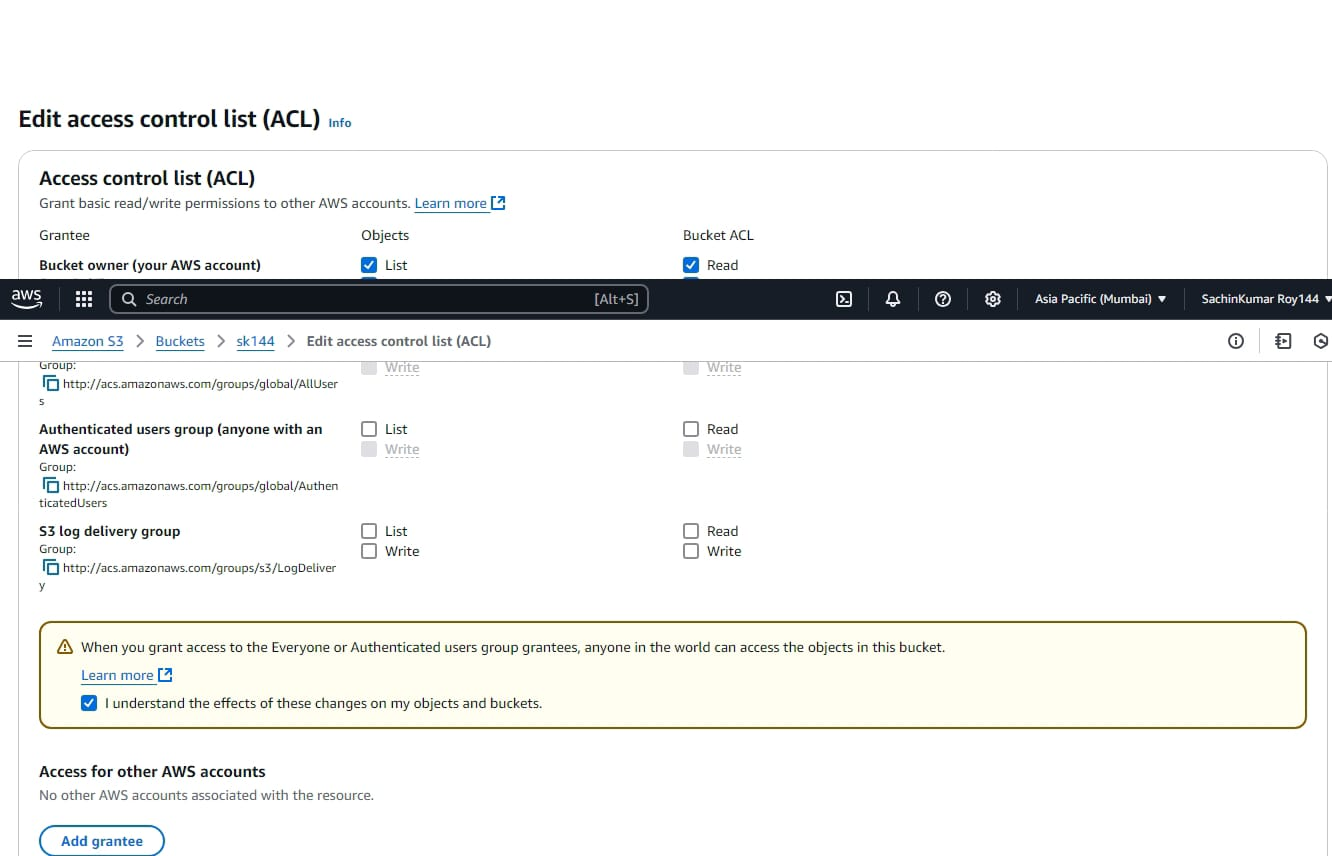 Edit access control list (ACL) Info
Access control list (ACL)
Grant basic read/write permissions to other AWS accounts. Learn more
Grantee Objects Bucket ACL
Bucket owner (your AWS account) List Read
aws Search [Alt+S] Asia Pacific (Mumbai) SachinKumar Roy144
Amazon S3 Buckets sk144 Edit access control list (ACL)
Group: Write Write
http://acs.amazonaws.com/groups/global/AllUser
s
Authenticated users group (anyone with an List Read
AWS account) Write Write
Group:
http://acs.amazonaws.com/groups/global/Authen
ticatedUsers
S3 log delivery group List Read
Group: Write Write
http://acs.amazonaws.com/groups/s3/LogDeliver
y
When you grant access to the Everyone or Authenticated users group grantees, anyone in the world can access the objects in this bucket.
Learn more
I understand the effects of these changes on my objects and buckets.
Access for other AWS accounts
No other AWS accounts associated with the resource.
Add grantee